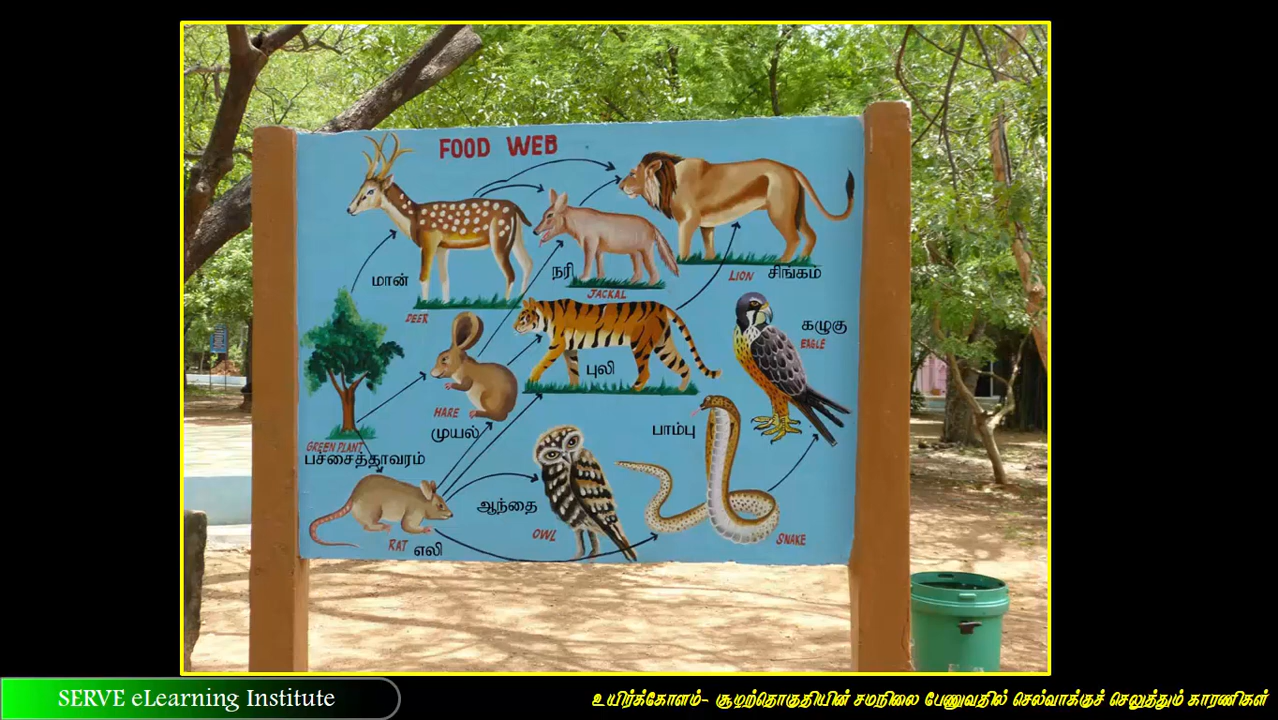 FOOD WEB
மான்
DEER
நரி
JACKAL
LION சிங்கம்
கழுகு
EAGLE
புலி
HARE
முயல்
பாம்பு
GREEN PLANT
பச்சைத்தாவரம்
ஆந்தை
OWL
SNAKE
RAT எலி
SERVE eLearning Institute
உயிர்க்கோளம்- சூழற்தொகுதியின் சமநிலை பேணுவதில் செல்வாக்குச் செலுத்தும் காரணிகள்